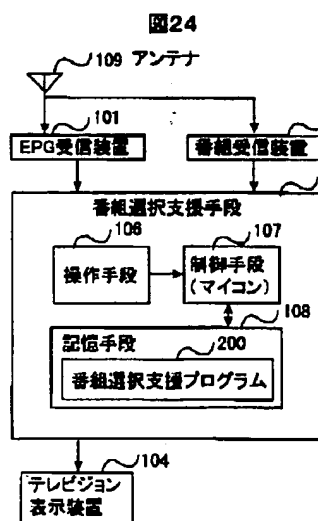 図24
109 アンテナ
101
EPG受信装置
番組受信装置
番組選択支援手段
106
操作手段
107
制御手段
(マイコン)
108
記憶手段
200
番組選択支援プログラム
104
テレビジョン
表示装置